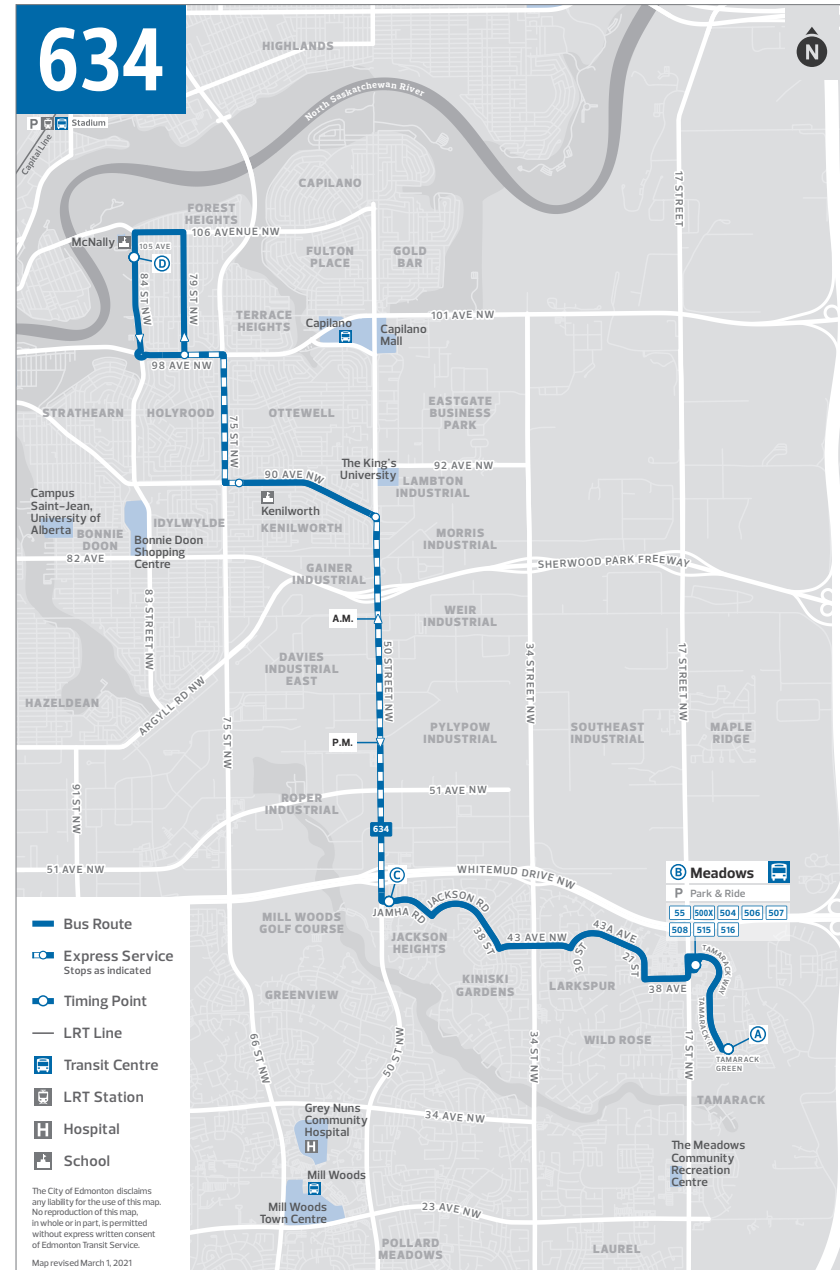 634
N
HIGHLANDS
North Saskatchewan River
P Stadium
Capital Line
17 STREET
CAPILANO
FOREST
HEIGHTS
106 AVENUE NW
McNally
105 AVE
D
84 ST NW
79 ST NW
FULTON
PLACE
GOLD
BAR
TERRACE
HEIGHTS
101 AVE NW
Capilano
Capilano
Mall
98 AVE NW
STRATHEARN
HOLYROOD
OTTEWELL
75 ST NW
EASTGATE
BUSINESS
PARK
The King's
University
92 AVE NW
90 AVE NW
LAMBTON
INDUSTRIAL
Campus
Saint-Jean,
University of
Alberta
BONNIE
DOON
IDYLWYLDE
Kenilworth
KENILWORTH
Bonnie Doon
Shopping
Centre
MORRIS
INDUSTRIAL
82 AVE
SHERWOOD PARK FREEWAY
GAINER
INDUSTRIAL
83 STREET NW
A.M.
WEIR
INDUSTRIAL
50 STREET NW
34 STREET NW
17 STREET NW
DAVIES
INDUSTRIAL
EAST
HAZELDEAN
ARGYLL RD NW
75 ST NW
P.M.
PYLYPOW
INDUSTRIAL
SOUTHEAST
INDUSTRIAL
MAPLE
RIDGE
91 ST NW
51 AVE NW
ROPER
INDUSTRIAL
634
51 AVE NW
WHITEMUD DRIVE NW
C
B Meadows
P Park & Ride
55 500X 504 506 507
508 515 516
JAMHA RD
JACKSON RD
MILL WOODS
GOLF COURSE
JACKSON
HEIGHTS
38 ST
43 AVE NW
30 ST
43A AVE
21 ST
38 AVE
TAMARACK WAY
KINISKI
GARDENS
LARKSPUR
GREENVIEW
TAMARACK RD
A
TAMARACK
GREEN
WILD ROSE
66 ST NW
50 ST NW
34 ST NW
17 ST NW
TAMARACK
Grey Nuns
Community
Hospital
H
34 AVE NW
The Meadows
Community
Recreation
Centre
Mill Woods
Mill Woods
Town Centre
23 AVE NW
POLLARD
MEADOWS
LAUREL
Bus Route
Express Service
Stops as indicated
Timing Point
LRT Line
Transit Centre
LRT Station
H Hospital
School
The City of Edmonton disclaims
any liability for the use of this map.
No reproduction of this map,
in whole or in part, is permitted
without express written consent
of Edmonton Transit Service.
Map revised March 1, 2021